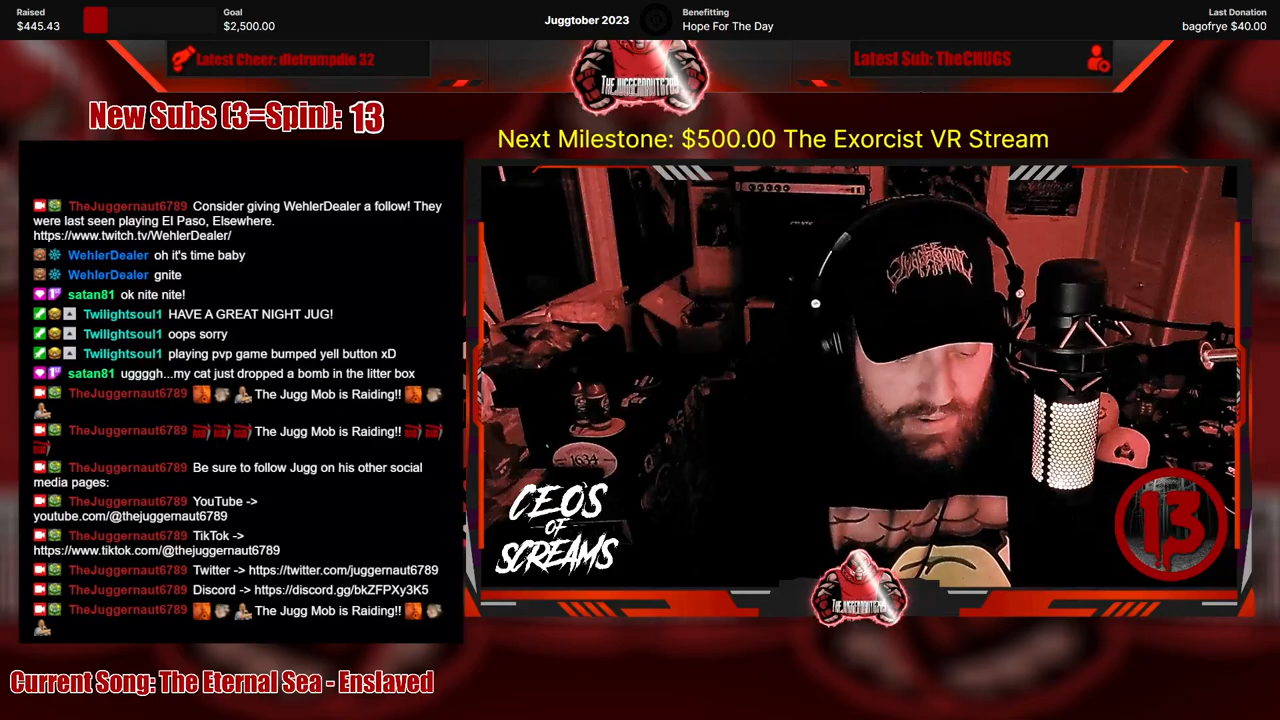 Raised
$445.43
Goal
$2,500.00
Juggtober 2023
Benefitting
Hope For The Day
Last Donation
bagofrye $40.00
Latest Cheer: dietrumpdie 32
THEJUGGERNAUT6789
Latest Sub: TheCHUGS
New Subs (3=Spin): 13
Next Milestone: $500.00 The Exorcist VR Stream
TheJuggernaut6789 Consider giving WehlerDealer a follow! They
were last seen playing El Paso, Elsewhere.
https://www.twitch.tv/WehlerDealer/
WehlerDealer oh it's time baby
WehlerDealer gnite
satan81 ok nite nite!
Twilightsoul1 HAVE A GREAT NIGHT JUG!
Twilightsoul1 oops sorry
Twilightsoul1 playing pvp game bumped yell button xD
satan81 uggggh...my cat just dropped a bomb in the litter box
TheJuggernaut6789 The Jugg Mob is Raiding!!
TheJuggernaut6789 The Jugg Mob is Raiding!!
TheJuggernaut6789 Be sure to follow Jugg on his other social
media pages:
TheJuggernaut6789 YouTube ->
youtube.com/@thejuggernaut6789
TheJuggernaut6789 TikTok ->
https://www.tiktok.com/@thejuggernaut6789
TheJuggernaut6789 Twitter -> https://twitter.com/juggernaut6789
TheJuggernaut6789 Discord -> https://discord.gg/bkZFPXy3K5
TheJuggernaut6789 The Jugg Mob is Raiding!!
THE
JUGGERNAUT
1634
CEO'S
OF
SCREAMS
13
THEJUGGERNAUT6789
Current Song: The Eternal Sea - Enslaved